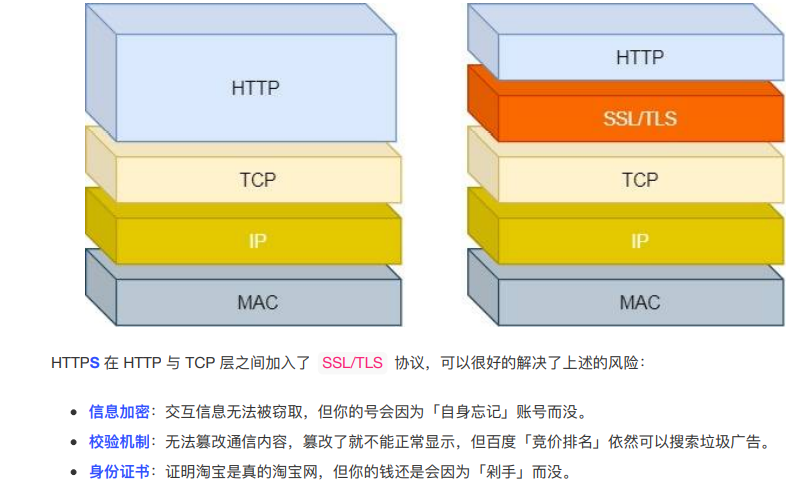 HTTP HTTP
SSL/TLS
TCP TCP
IP IP
MAC MAC
HTTPS 在 HTTP 与 TCP 层之间加入了 SSL/TLS 协议，可以很好的解决了上述的风险：
信息加密：交互信息无法被窃取，但你的号会因为「自身忘记」账号而没。
校验机制：无法篡改通信内容，篡改了就不能正常显示，但百度「竞价排名」依然可以搜索垃圾广告。
身份证书：证明淘宝是真的淘宝网，但你的钱还是会因为「剁手」而没。